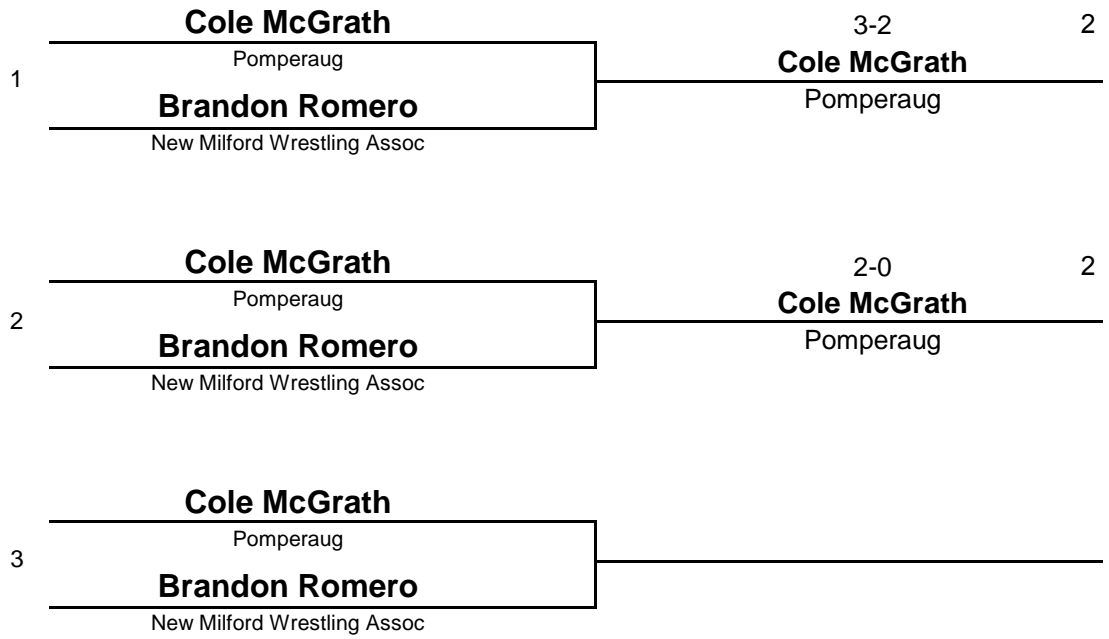 Cole McGrath
3-2
2
Pomperaug
Cole McGrath
1
Brandon Romero
Pomperaug
New Milford Wrestling Assoc
Cole McGrath
2-0
2
Pomperaug
Cole McGrath
2
Brandon Romero
Pomperaug
New Milford Wrestling Assoc
Cole McGrath
Pomperaug
3
Brandon Romero
New Milford Wrestling Assoc